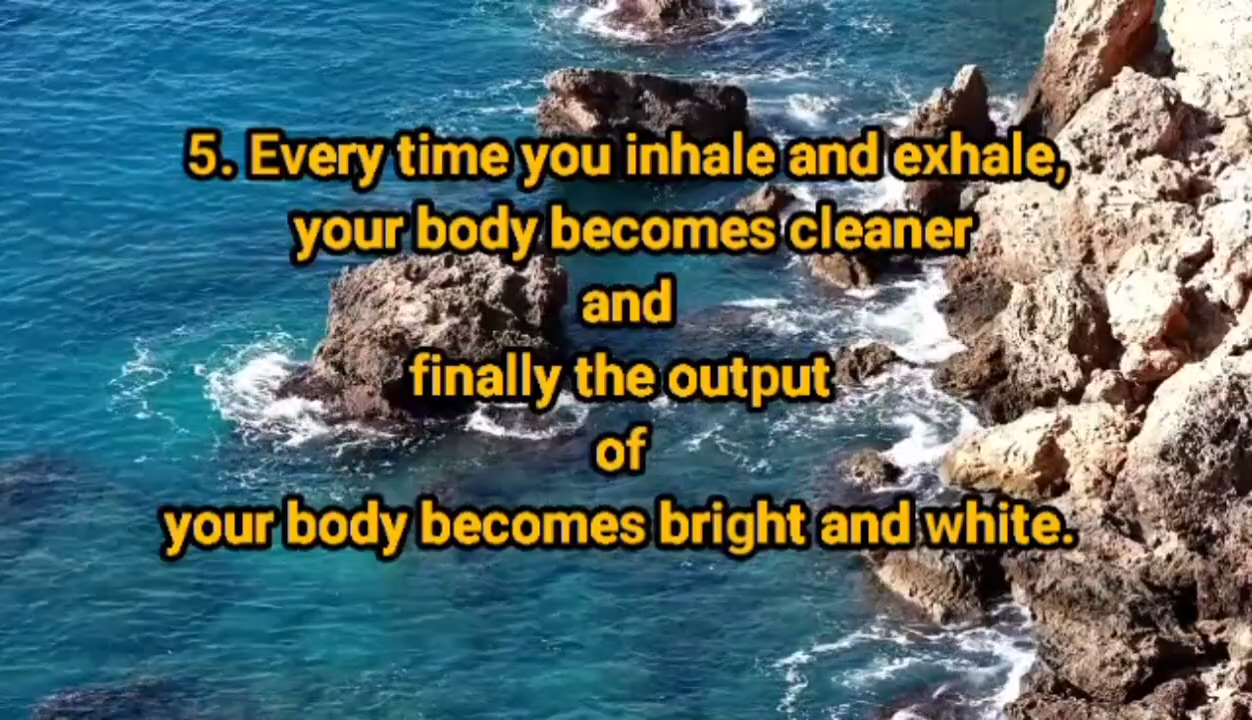 5. Every time you inhale and exhale,
your body becomes cleaner
and
finally the output
of
your body becomes bright and white.